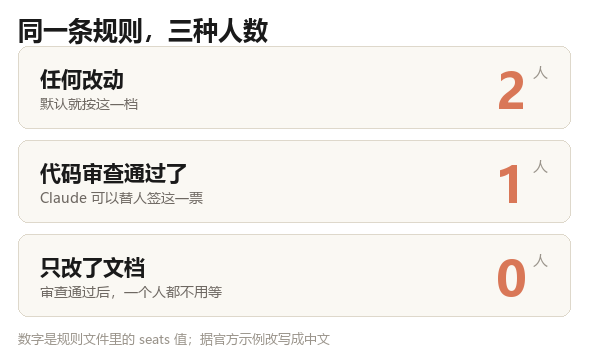 同一条规则，三种人数
任何改动
默认就按这一档
2 人
代码审查通过了
Claude 可以替人签这一票
1 人
只改了文档
审查通过后，一个人都不用等
0 人
数字是规则文件里的 seats 值；据官方示例改写成中文